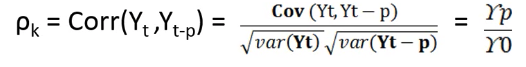 ρk = Corr(Yt ,Yt-p) = Cov (Yt, Yt − p) / √var(Yt) √var(Yt − p) = ϒp / ϒ0